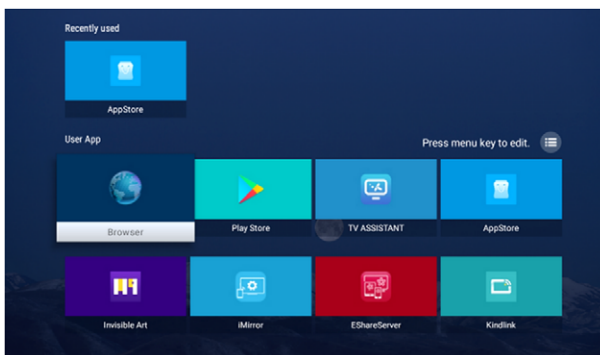 Recently used
AppStore
User App
Press menu key to edit.
Browser
Play Store
TV ASSISTANT
AppStore
Invisible Art
iMirror
EShareServer
Kindlink